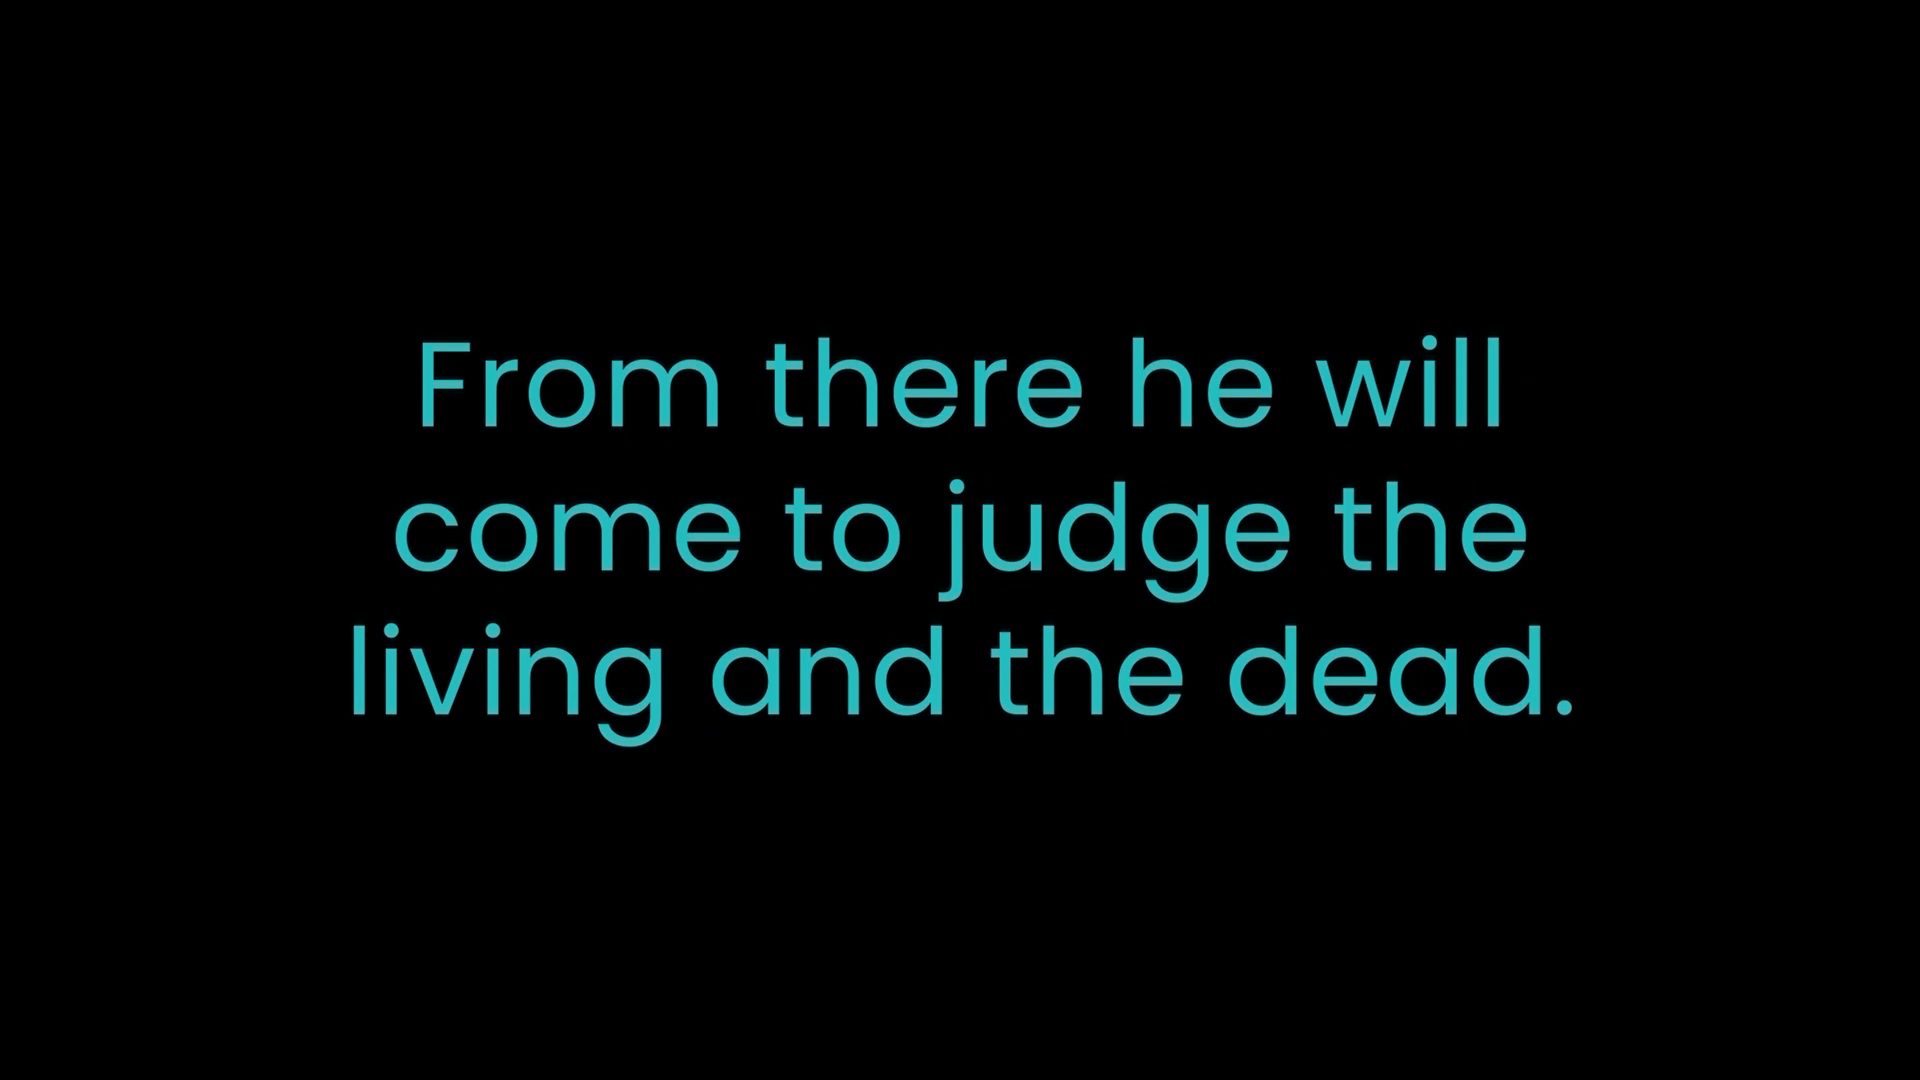 From there he will
come to judge the
living and the dead.